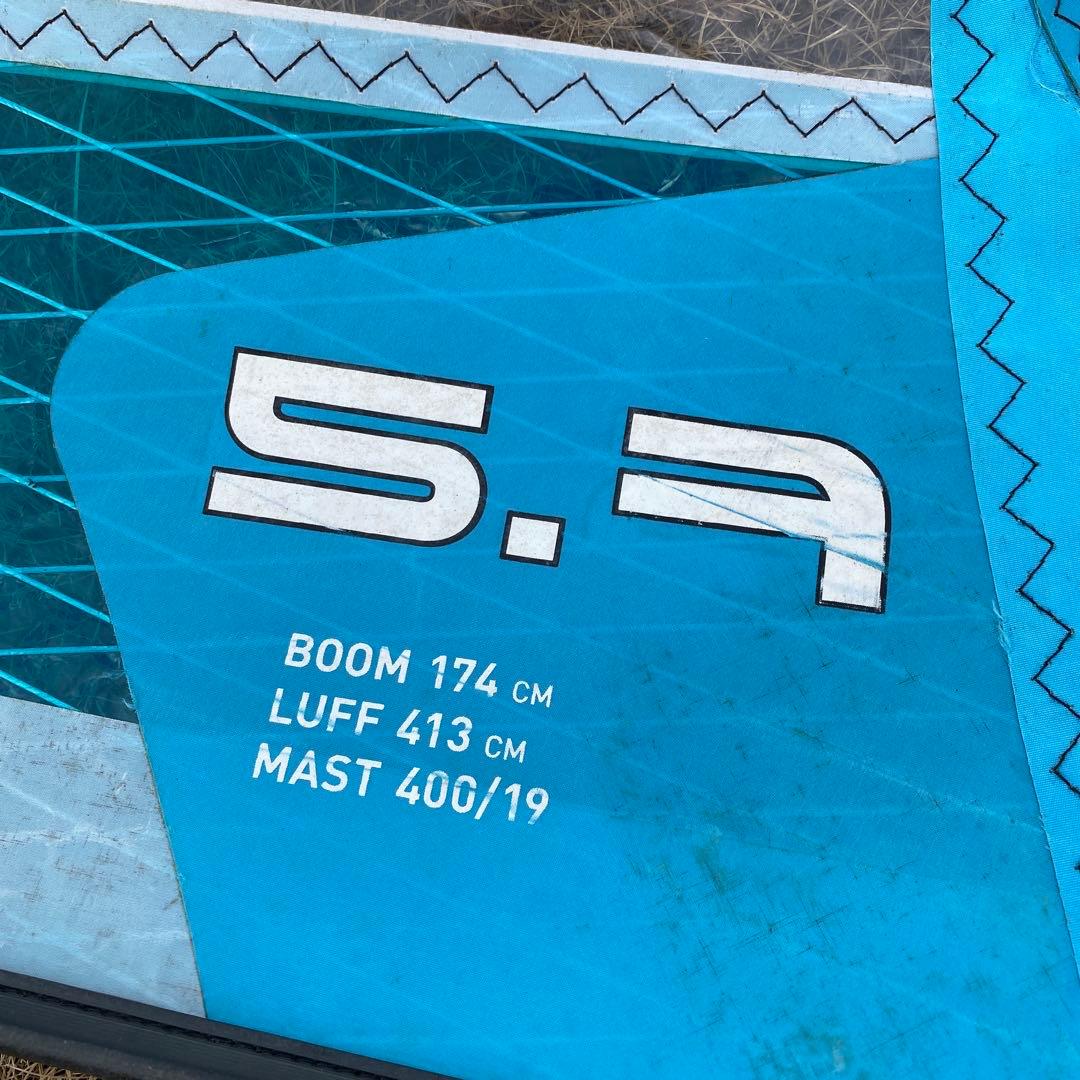 5.7
BOOM 174 CM
LUFF 413 CM
MAST 400/19